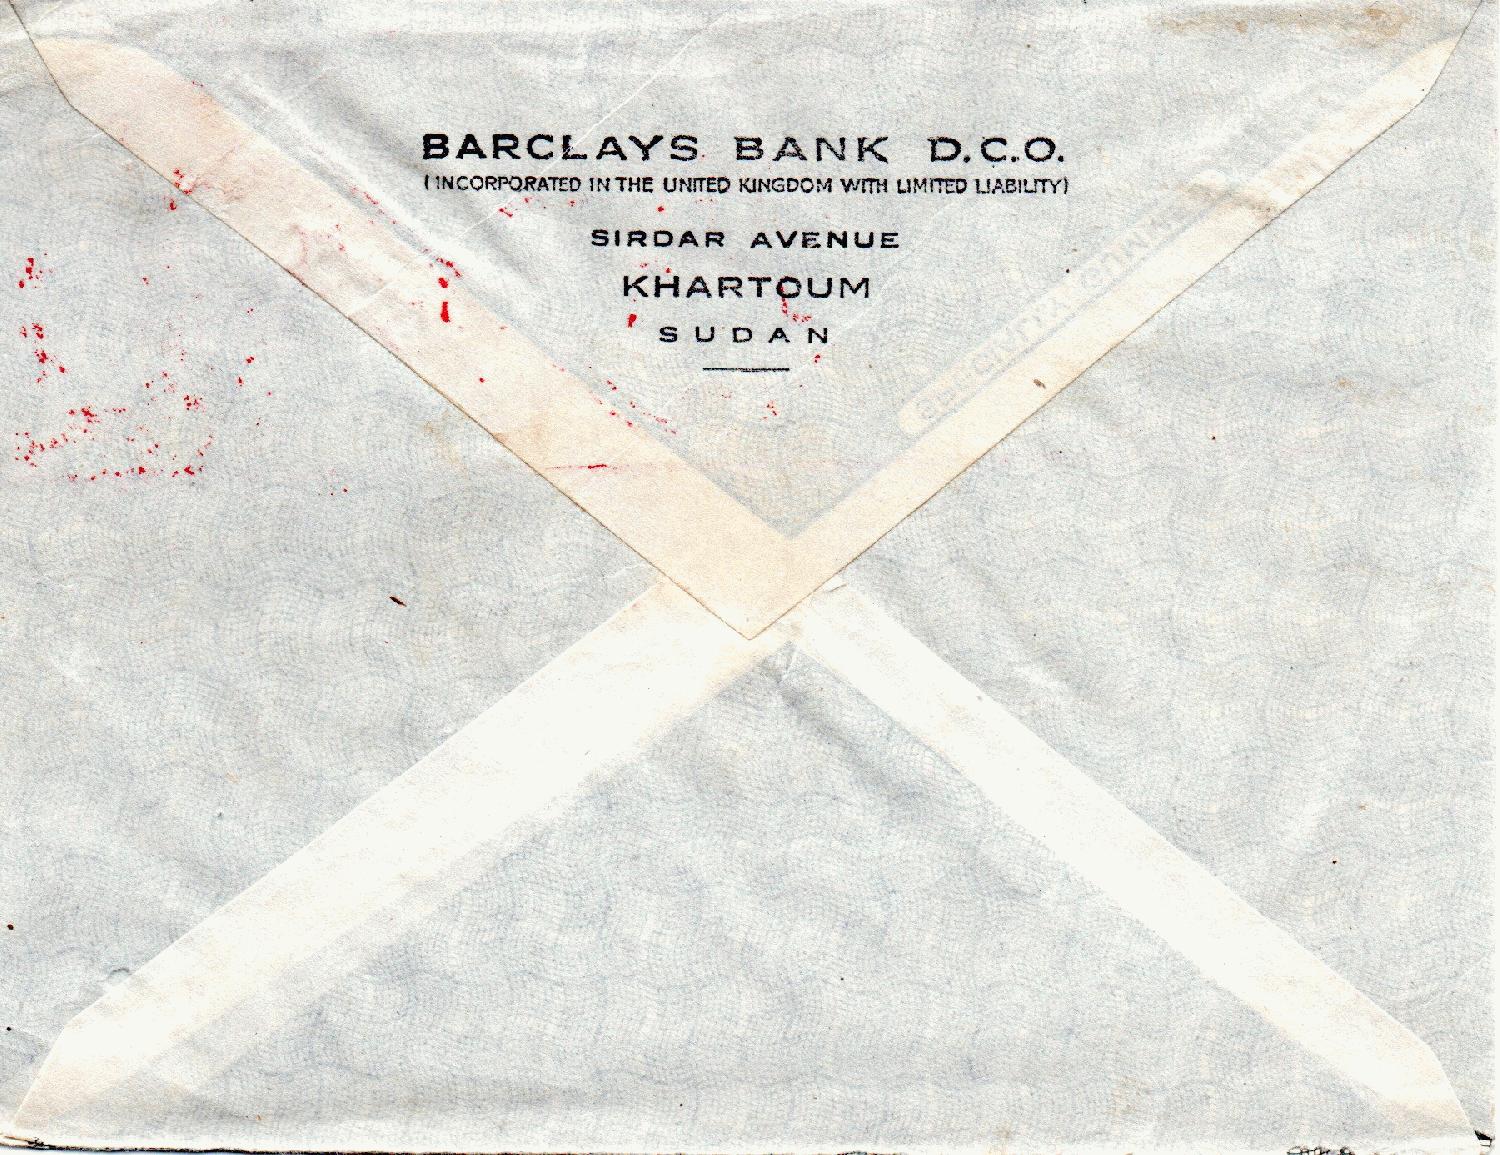 BARCLAYS BANK D.C.O.
(INCORPORATED IN THE UNITED KINGDOM WITH LIMITED LIABILITY)
SIRDAR AVENUE
KHARTOUM
SUDAN